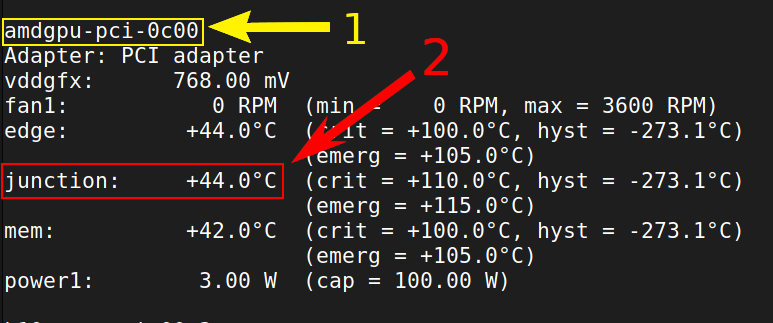 amdgpu-pci-0c00 1
Adapter: PCI adapter
2
vddgfx: 768.00 mV
fan1: 0 RPM (min = 0 RPM, max = 3600 RPM)
edge: +44.0°C (crit = +100.0°C, hyst = -273.1°C)
(emerg = +105.0°C)
junction: +44.0°C (crit = +110.0°C, hyst = -273.1°C)
(emerg = +115.0°C)
mem: +42.0°C (crit = +100.0°C, hyst = -273.1°C)
(emerg = +105.0°C)
power1: 3.00 W (cap = 100.00 W)